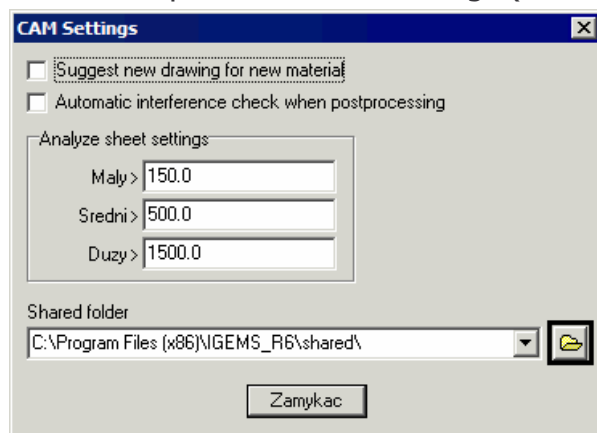 CAM Settings
Suggest new drawing for new material
Automatic interference check when postprocessing
Analyze sheet settings
Maly > 150.0
Sredni > 500.0
Duzy > 1500.0
Shared folder
C:\Program Files (x86)\IGEMS_R6\shared\
Zamykac